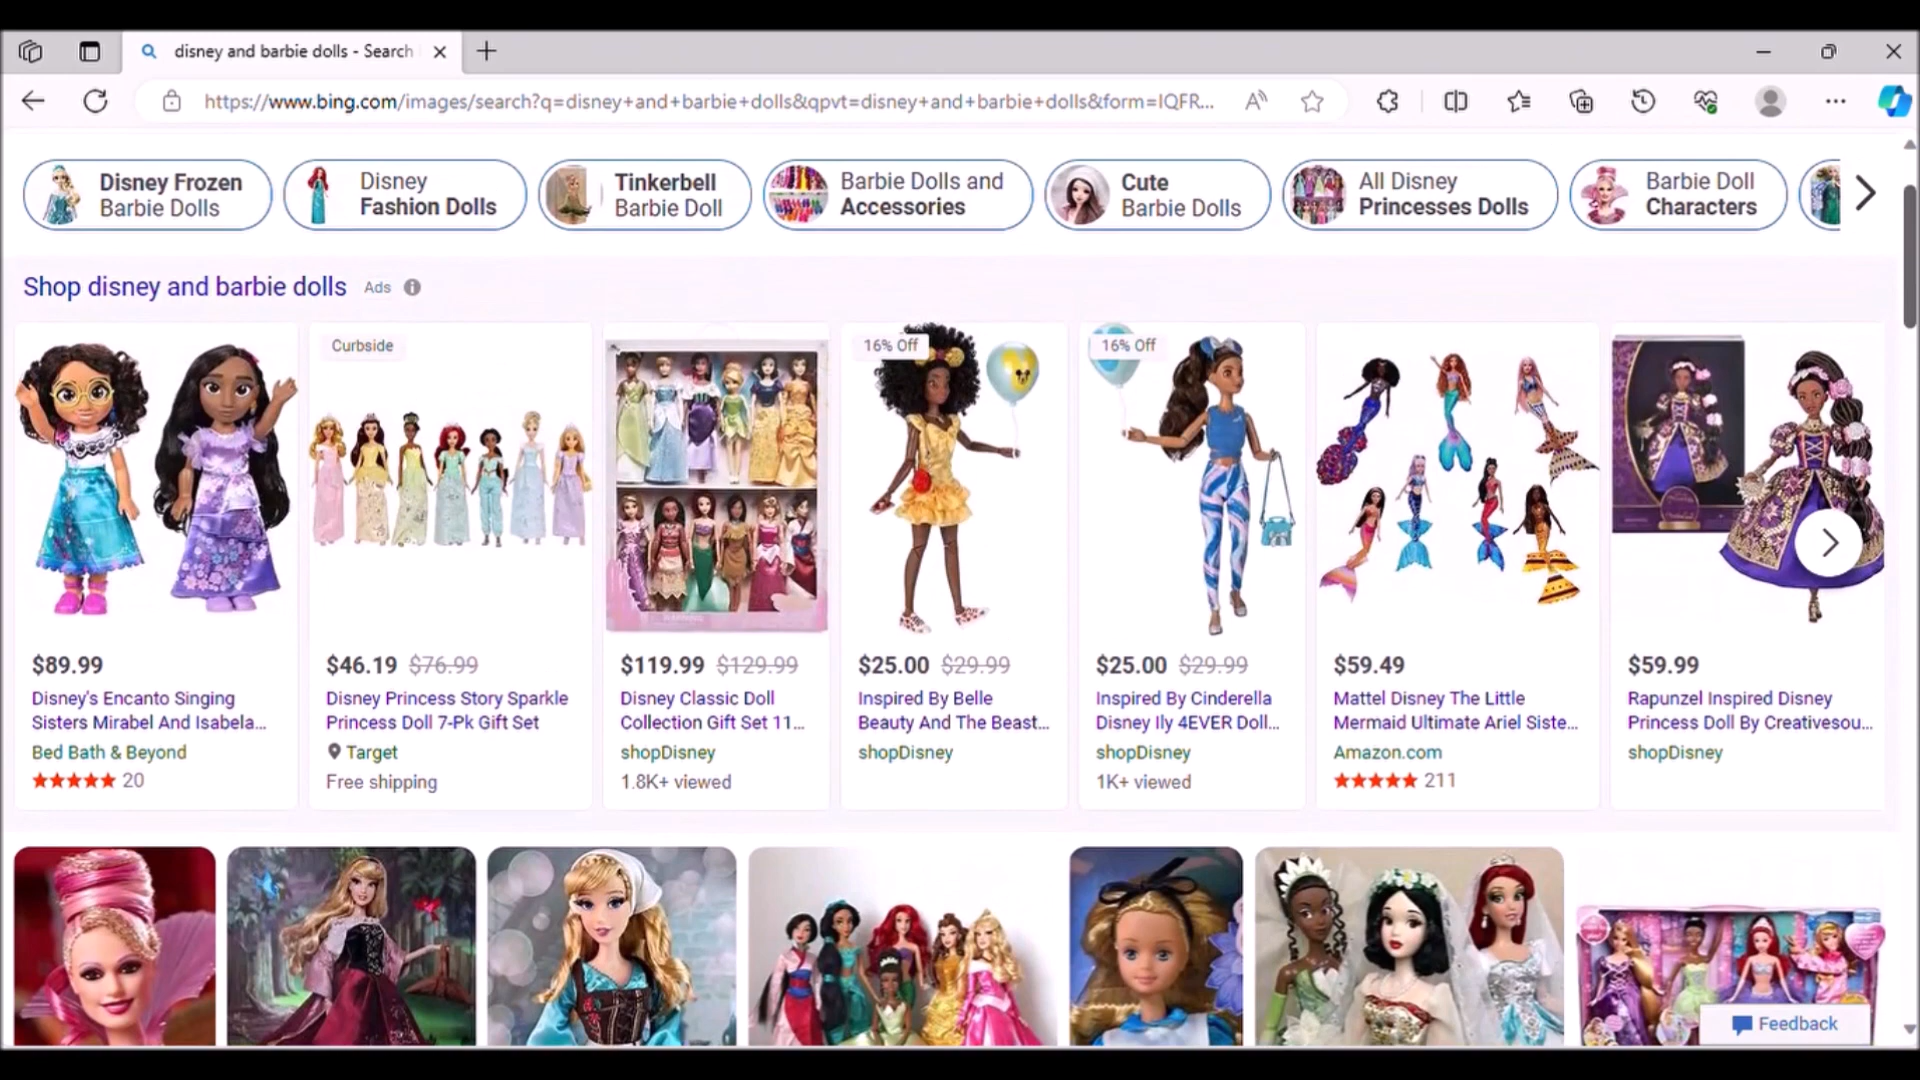 disney and barbie dolls - Search
https://www.bing.com/images/search?q=disney+and+barbie+dolls&qpvt=disney+and+barbie+dolls&form=IQFR...
Disney Frozen
Barbie Dolls
Disney
Fashion Dolls
Tinkerbell
Barbie Doll
Barbie Dolls and
Accessories
Cute
Barbie Dolls
All Disney
Princesses Dolls
Barbie Doll
Characters
Shop disney and barbie dolls Ads
$89.99
Disney's Encanto Singing
Sisters Mirabel And Isabela...
Bed Bath & Beyond
20
Curbside
$46.19 $76.99
Disney Princess Story Sparkle
Princess Doll 7-Pk Gift Set
Target
Free shipping
$119.99 $129.99
Disney Classic Doll
Collection Gift Set 11...
shopDisney
1.8K+ viewed
16% Off
$25.00 $29.99
Inspired By Belle
Beauty And The Beast...
shopDisney
16% Off
$25.00 $29.99
Inspired By Cinderella
Disney Ily 4EVER Doll...
shopDisney
1K+ viewed
$59.49
Mattel Disney The Little
Mermaid Ultimate Ariel Siste...
Amazon.com
211
$59.99
Rapunzel Inspired Disney
Princess Doll By Creativesou...
shopDisney
Feedback